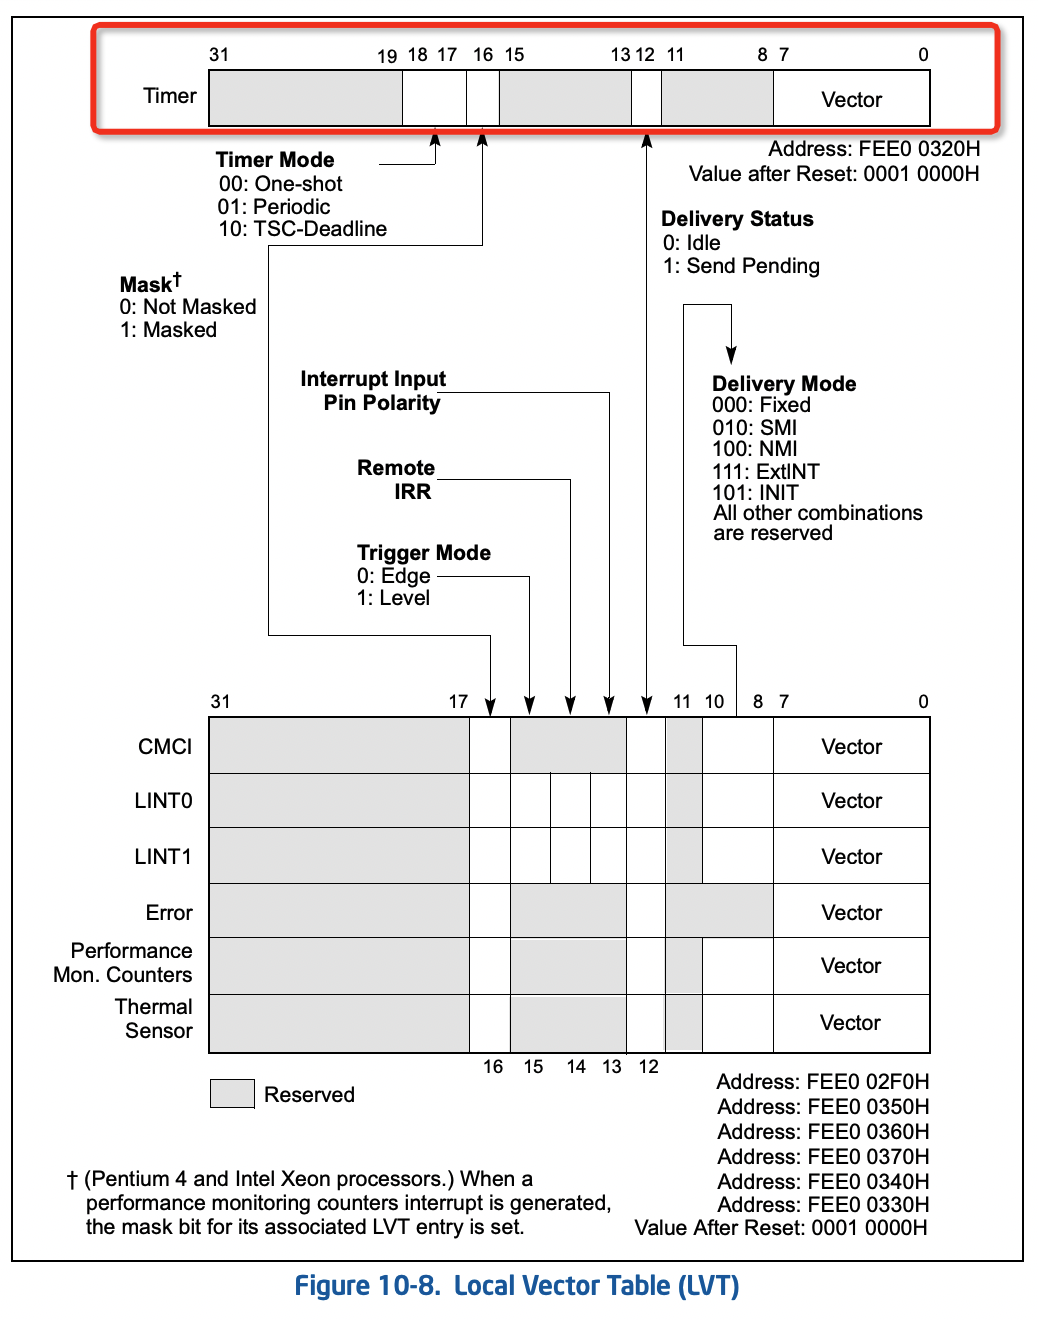 31 19 18 17 16 15 13 12 11 8 7 0
Timer Vector
Address: FEE0 0320H
Value after Reset: 0001 0000H
Timer Mode
00: One-shot
01: Periodic
10: TSC-Deadline
Delivery Status
0: Idle
1: Send Pending
Mask†
0: Not Masked
1: Masked
Interrupt Input
Pin Polarity
Delivery Mode
000: Fixed
010: SMI
100: NMI
111: ExtINT
101: INIT
All other combinations
are reserved
Remote
IRR
Trigger Mode
0: Edge
1: Level
31 17 11 10 8 7 0
CMCI Vector
LINT0 Vector
LINT1 Vector
Error Vector
Performance
Mon. Counters Vector
Thermal
Sensor Vector
16 15 14 13 12
Reserved
Address: FEE0 02F0H
Address: FEE0 0350H
Address: FEE0 0360H
Address: FEE0 0370H
Address: FEE0 0340H
Address: FEE0 0330H
Value After Reset: 0001 0000H
† (Pentium 4 and Intel Xeon processors.) When a
performance monitoring counters interrupt is generated,
the mask bit for its associated LVT entry is set.
Figure 10-8. Local Vector Table (LVT)